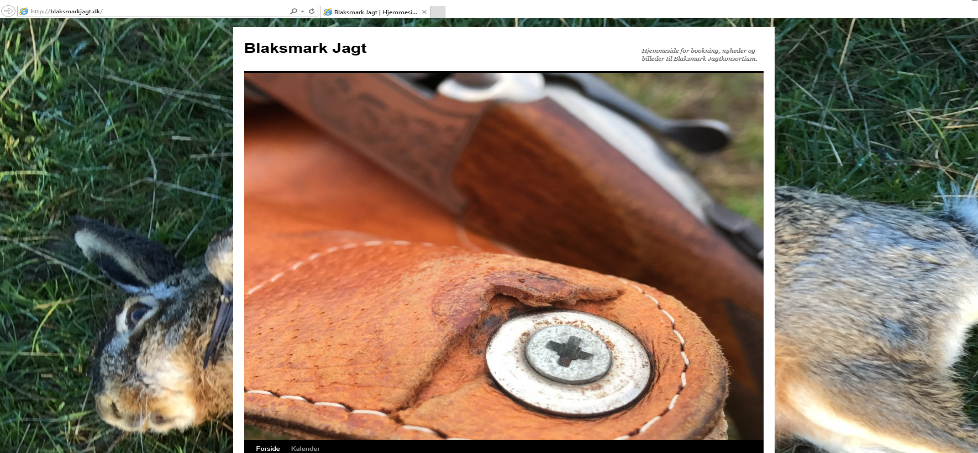 http://blaksmarkjagt.dk/
Blaksmark Jagt | Hjemmesi...
Blaksmark Jagt
Hjemmeside for booking, nyheder og
billeder til Blaksmark Jagtkonsortium.
Forside Kalender